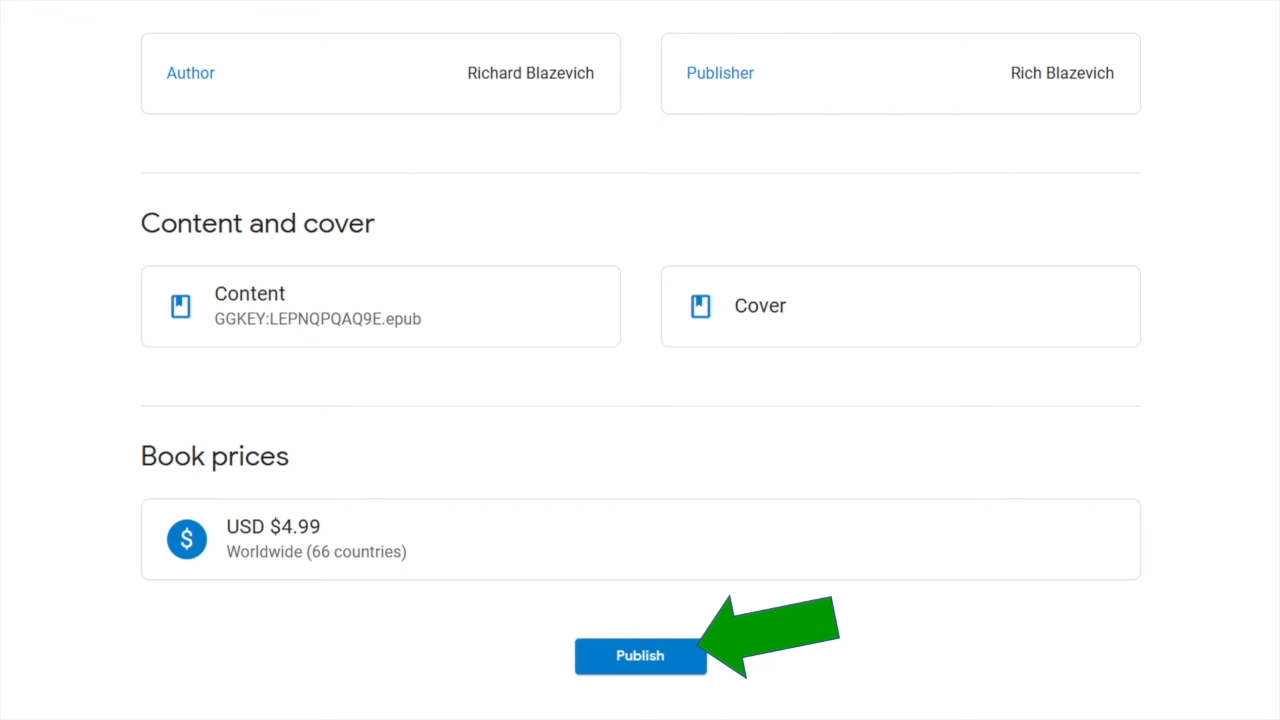 Author Richard Blazevich Publisher Rich Blazevich
Content and cover
Content
GGKEY:LEPNQPQAQ9E.epub
Cover
Book prices
$
USD $4.99
Worldwide (66 countries)
Publish